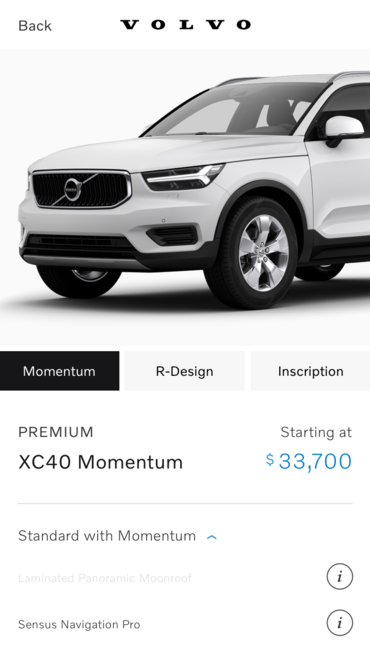 Back
VOLVO
Momentum
R-Design
Inscription
PREMIUM
Starting at
XC40 Momentum
$33,700
Standard with Momentum
Laminated Panoramic Moonroof
i
Sensus Navigation Pro
i